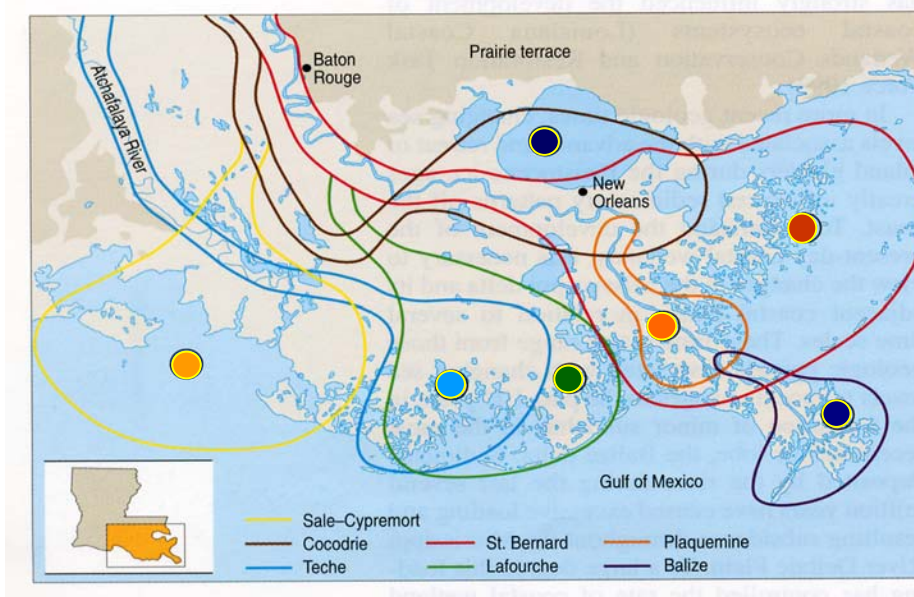 Baton
Rouge
Prairie terrace
Atchafalaya River
New
Orleans
Gulf of Mexico
Sale–Cypremort
Cocodrie
St. Bernard
Plaquemine
Teche
Lafourche
Balize